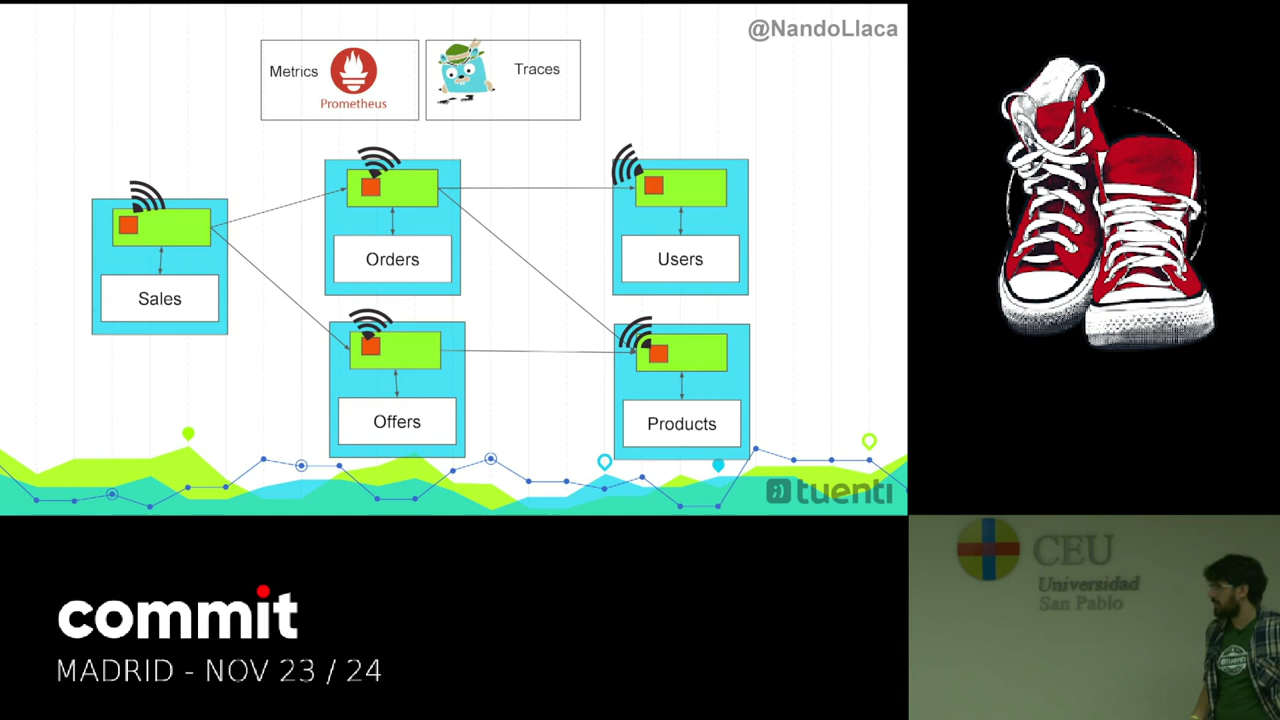 @NandoLlaca
Metrics
Prometheus
Traces
Sales
Orders
Users
Offers
Products
tuenti
commit
MADRID - NOV 23 / 24
CEU
Universidad
San Pablo
tuenti